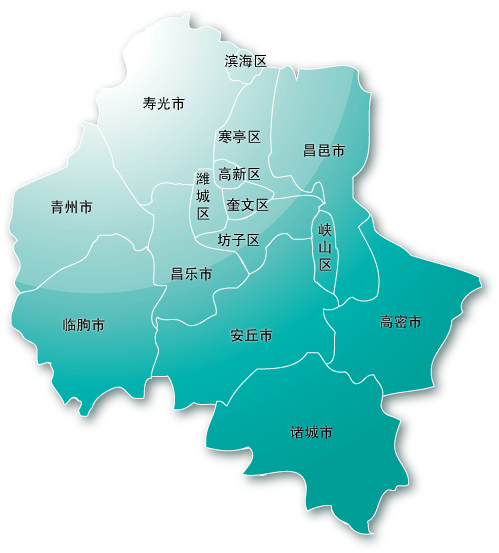 滨海区
寿光市
寒亭区
昌邑市
高新区
潍城区
奎文区
青州市
峡山区
坊子区
昌乐市
高密市
临朐市
安丘市
诸城市